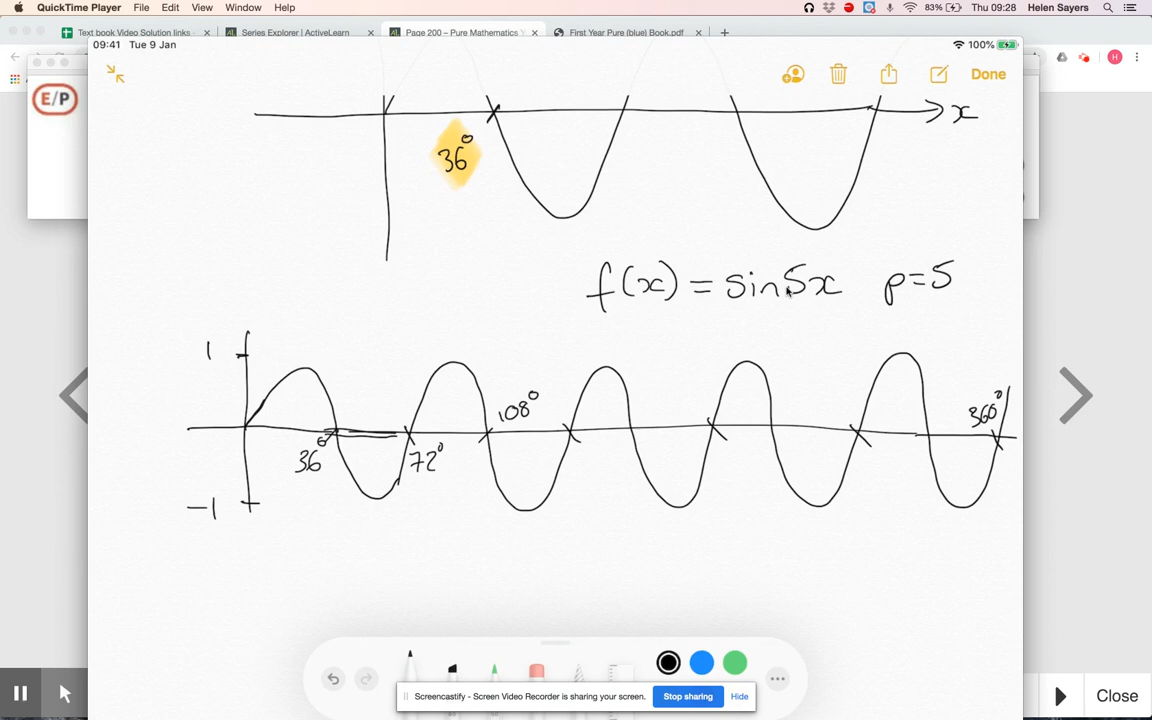 QuickTime Player File Edit View Window Help 83% Thu 09:28 Helen Sayers
Text book Video Solution links Series Explorer | ActiveLearn Page 200 – Pure Mathematics Y First Year Pure (blue) Book.pdf
09:41 Tue 9 Jan 100%
H
E/P
Done
x
36°
f(x) = sin5x p=5
1
108°
360°
36°
72°
-1
Screencastify - Screen Video Recorder is sharing your screen. Stop sharing Hide
Close